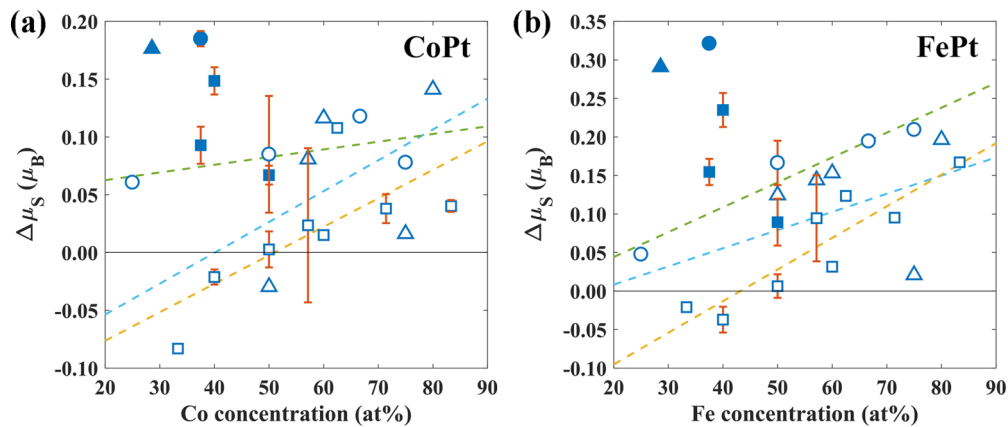 (a)
CoPt
Δμ_S (μ_B)
0.20
0.15
0.10
0.05
0.00
-0.05
-0.10
20 30 40 50 60 70 80 90
Co concentration (at%)
(b)
FePt
Δμ_S (μ_B)
0.35
0.30
0.25
0.20
0.15
0.10
0.05
0.00
-0.05
-0.10
20 30 40 50 60 70 80 90
Fe concentration (at%)